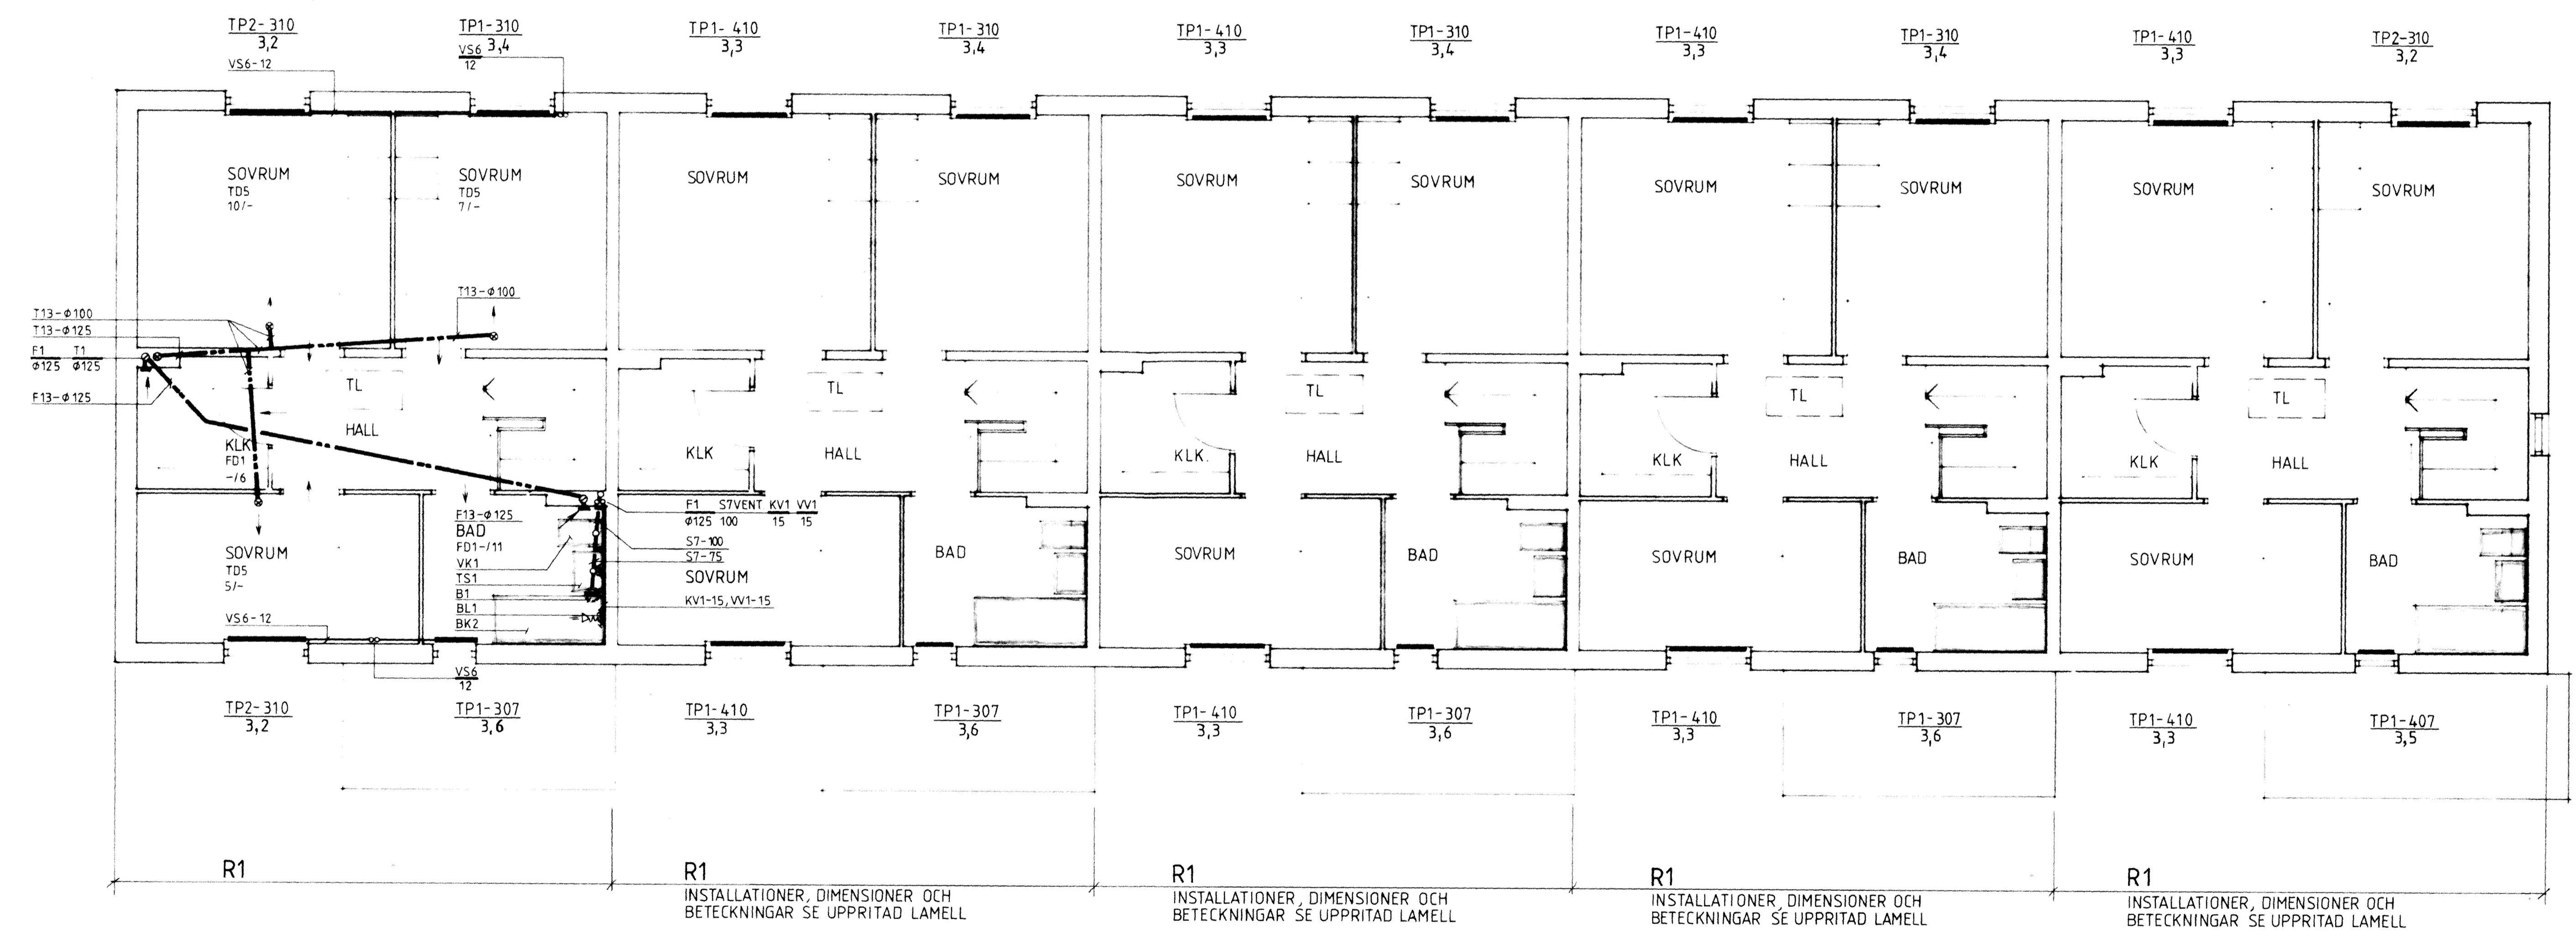 TP2-310
3,2
VS6-12
TP1-310
3,4
VS6
12
TP1-410
3,3
TP1-310
3,4
TP1-410
3,3
TP1-310
3,4
TP1-410
3,3
TP1-310
3,4
TP1-410
3,3
TP2-310
3,2
SOVRUM
TD5
10/-
SOVRUM
TD5
7/-
SOVRUM
SOVRUM
SOVRUM
SOVRUM
SOVRUM
SOVRUM
SOVRUM
SOVRUM
T13-φ100
T13-φ100
T13-φ125
F1 T1
φ125 φ125
F13-φ125
TL
HALL
KLK
FD1
-/6
TL
KLK
HALL
TL
KLK.
HALL
TL
KLK
HALL
TL
KLK
HALL
SOVRUM
TD5
5/-
VS6-12
VS6
12
F13-φ125
BAD
FD1-/11
VK1
TS1
B1
BL1
BK2
F1 S7VENT KV1 VV1
φ125 100 15 15
S7-100
S7-75
SOVRUM
KV1-15, VV1-15
BAD
SOVRUM
BAD
SOVRUM
BAD
SOVRUM
BAD
TP2-310
3,2
TP1-307
3,6
TP1-410
3,3
TP1-307
3,6
TP1-410
3,3
TP1-307
3,6
TP1-410
3,3
TP1-307
3,6
TP1-410
3,3
TP1-407
3,5
R1
R1
INSTALLATIONER, DIMENSIONER OCH
BETECKNINGAR SE UPPRITAD LAMELL
R1
INSTALLATIONER, DIMENSIONER OCH
BETECKNINGAR SE UPPRITAD LAMELL
R1
INSTALLATIONER, DIMENSIONER OCH
BETECKNINGAR SE UPPRITAD LAMELL
R1
INSTALLATIONER, DIMENSIONER OCH
BETECKNINGAR SE UPPRITAD LAMELL